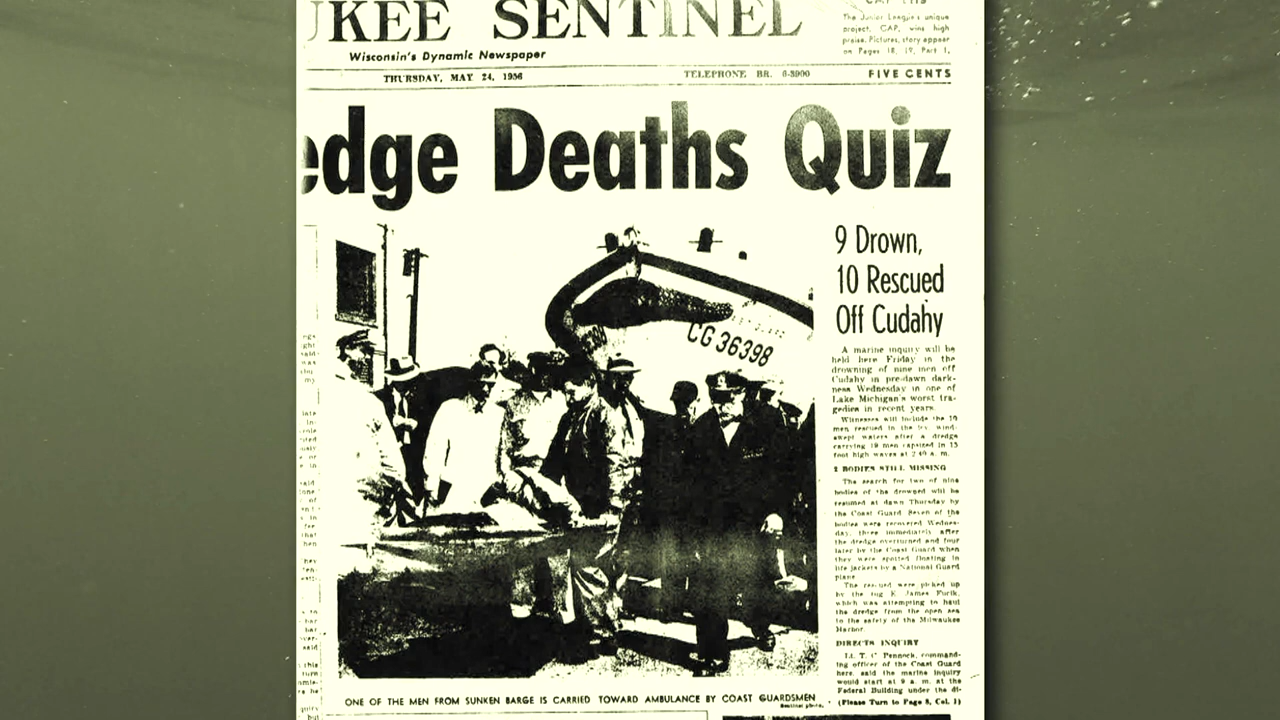 UKEE SENTINEL
Wisconsin's Dynamic Newspaper
The Junior League's unique
project, CAP, wins high
praise. Pictures, story appear
on Pages 18, 19, Part 1.
THURSDAY, MAY 24, 1956
TELEPHONE BR. 6-3900
FIVE CENTS
edge Deaths Quiz
CG 36398
9 Drown,
10 Rescued
Off Cudahy
A marine inquiry will be
held here Friday in the
drowning of nine men off
Cudahy in pre-dawn dark-
ness Wednesday in one of
Lake Michigan's worst tra-
gedies in recent years.
Witnesses will include the 10
men rescued in the icy wind-
swept waters after a dredge
carrying 19 men capsized in 15
foot high waves at 2:40 a. m.
2 BODIES STILL MISSING
The search for two of nine
bodies of the drowned will be
resumed at dawn Thursday by
the Coast Guard Seven of the
bodies were recovered Wednes-
day, three immediately after
the dredge overturned and four
later by the Coast Guard when
they were spotted floating in
life jackets by a National Guard
plane.
The rescued were picked up
by the tug E. James
which was attempting to haul
the dredge from the open sea
to the safety of the Milwaukee
Harbor.
DIRECTS INQUIRY
Lt. T. C. Pennock, command-
ing officer of the Coast Guard
here, said the marine inquiry
would start at 9 a. m. at the
Federal Building under the di-
(Please Turn to Page 8, Col. 1)
ONE OF THE MEN FROM SUNKEN BARGE IS CARRIED TOWARD AMBULANCE BY COAST GUARDSMEN
Sentinel photo.